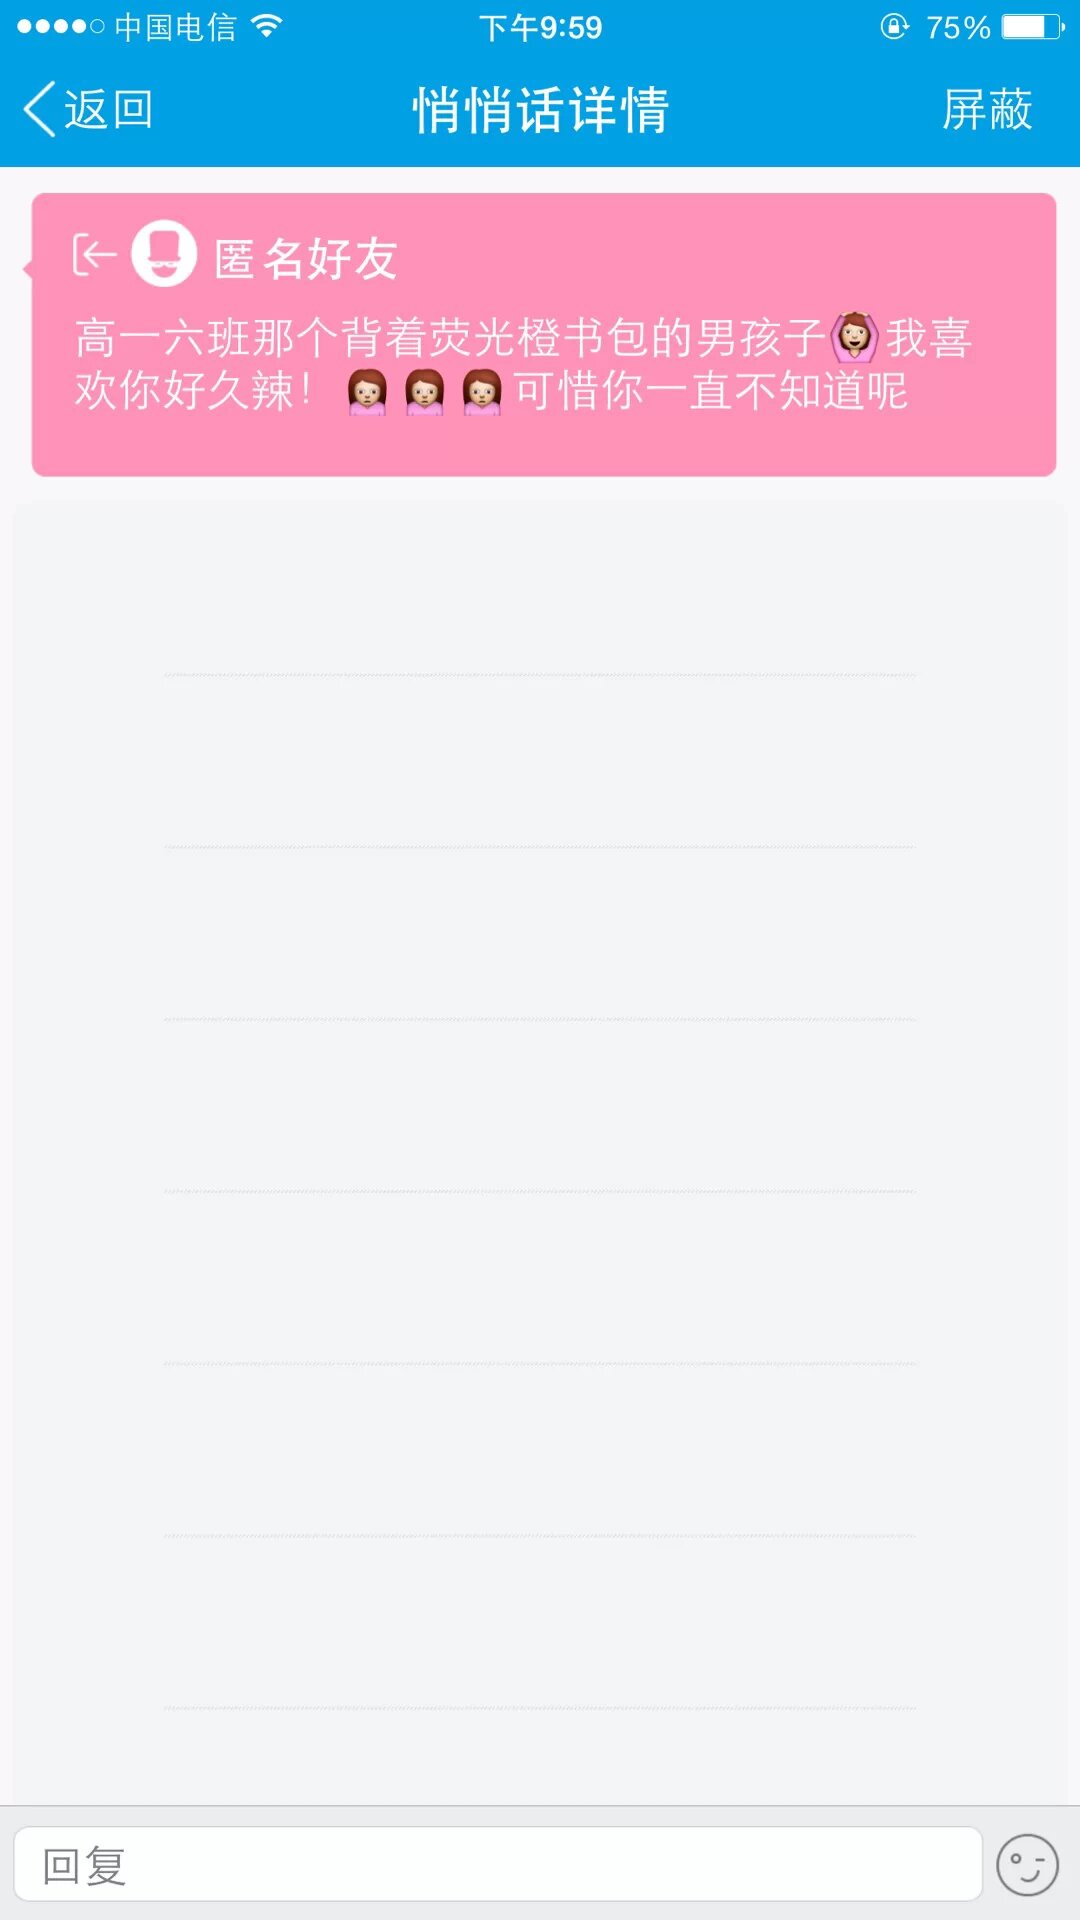 中国电信 下午9:59 75%
返回 悄悄话详情 屏蔽
匿名好友
高一六班那个背着荧光橙书包的男孩子🙆我喜
欢你好久辣！🙍🙍🙍可惜你一直不知道呢
回复